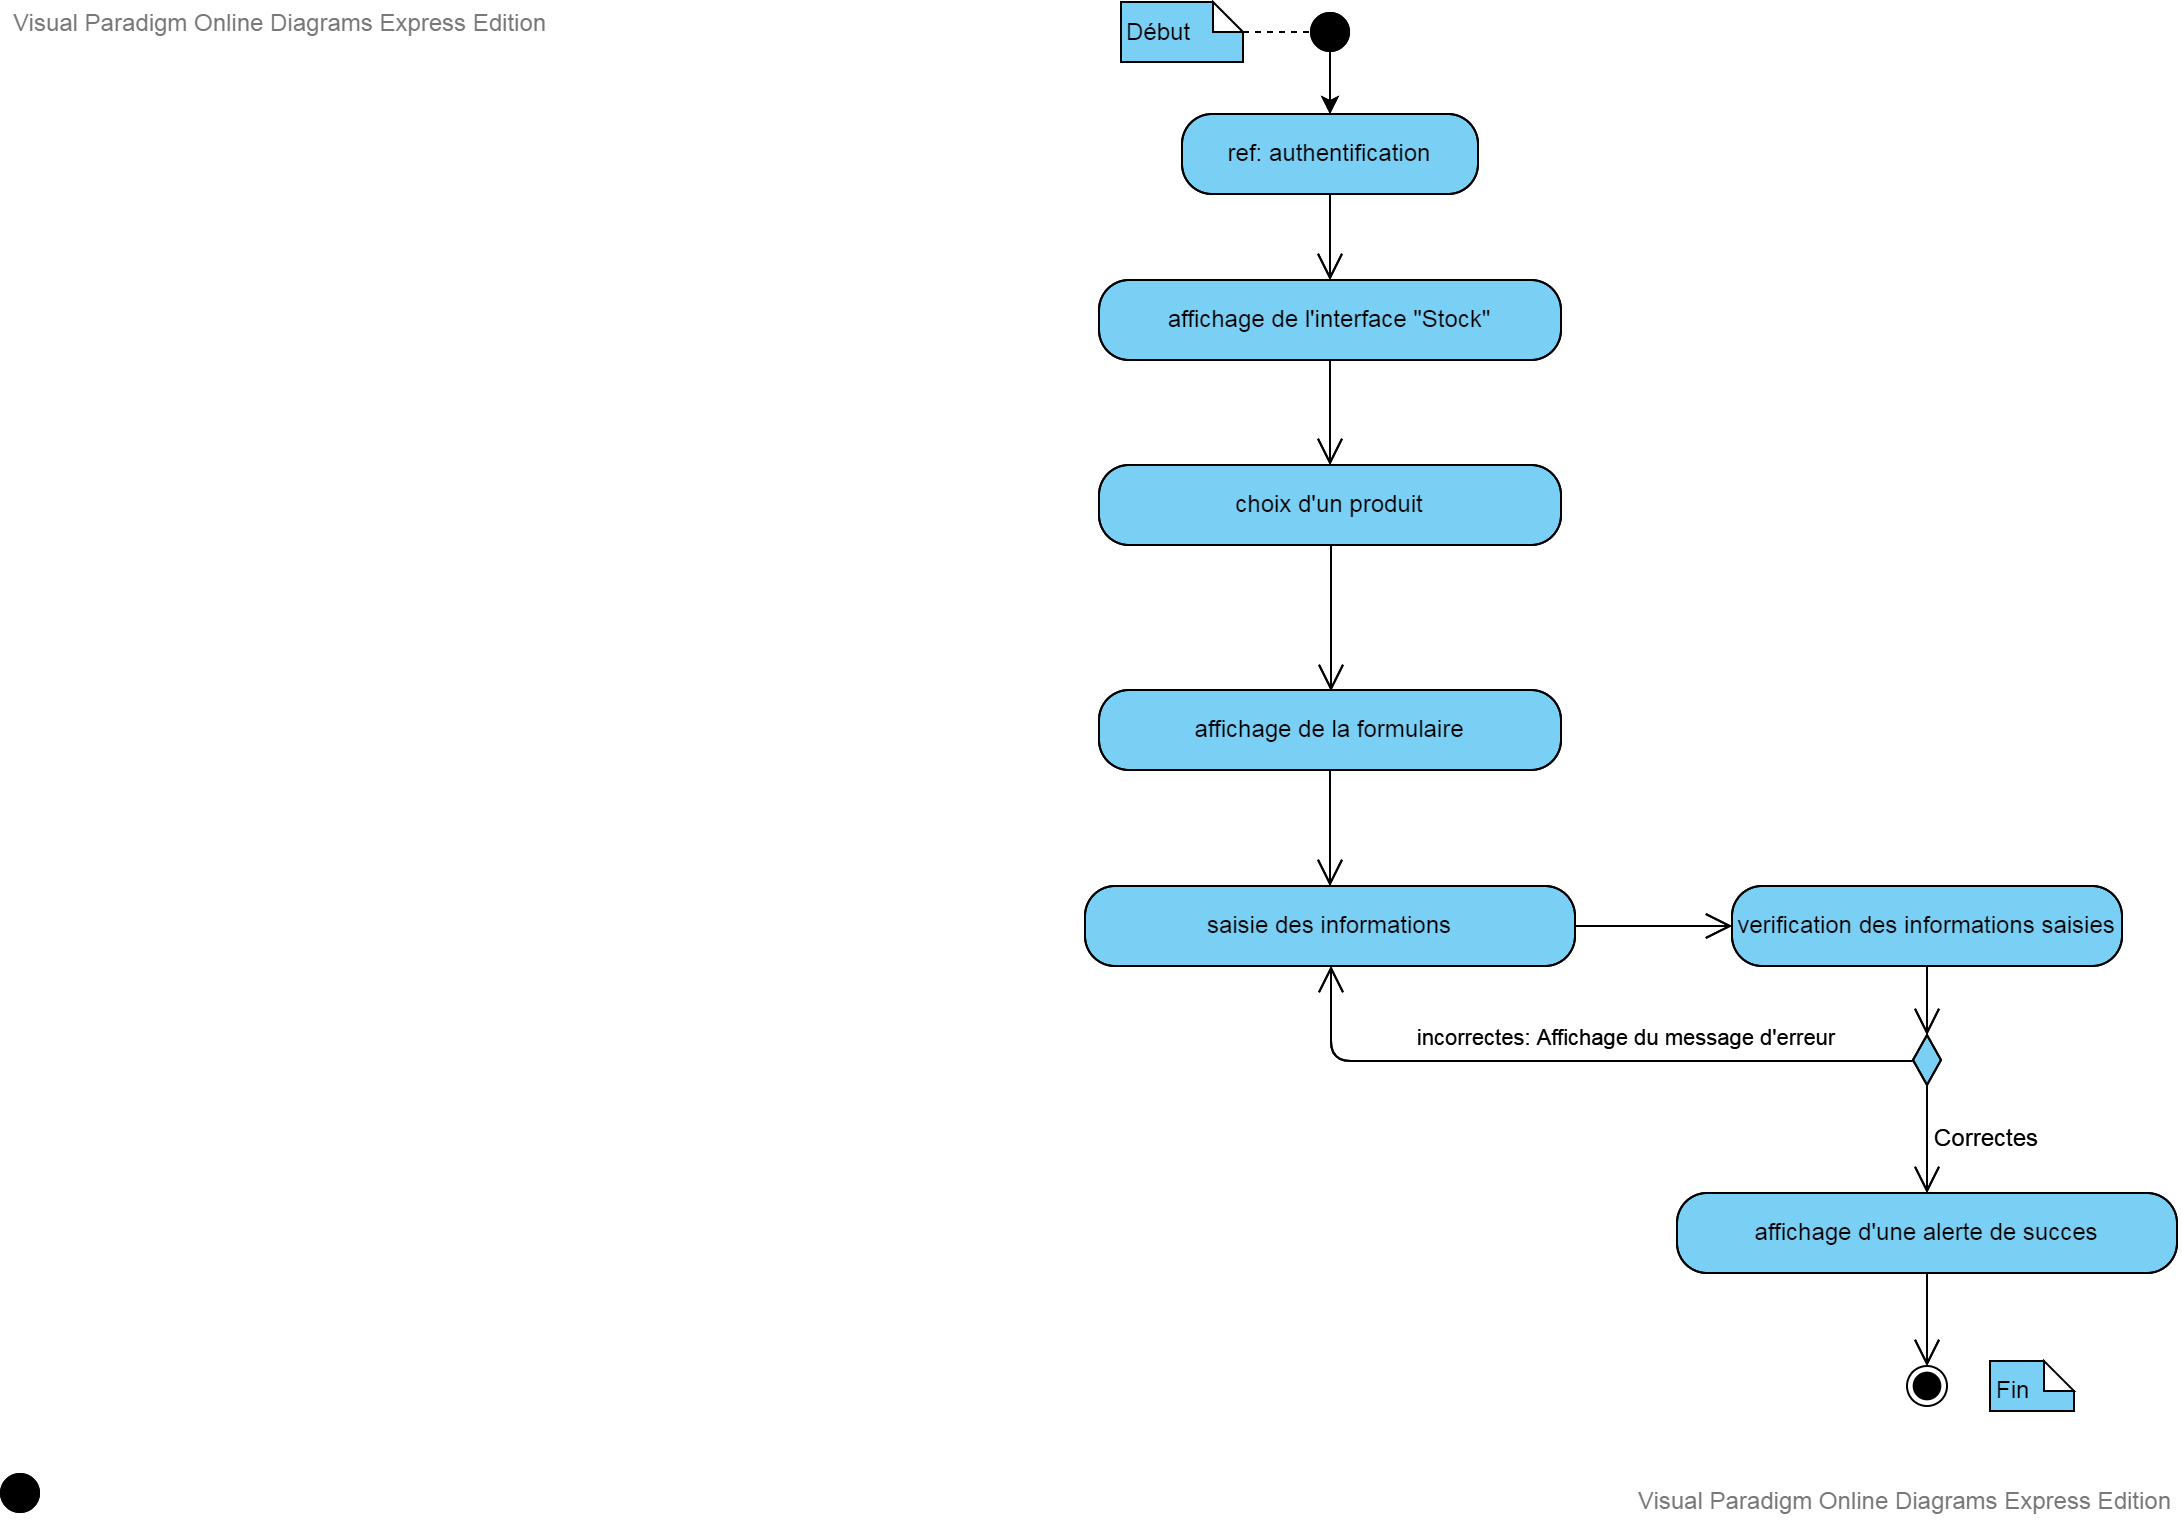 Visual Paradigm Online Diagrams Express Edition
Début
ref: authentification
affichage de l'interface "Stock"
choix d'un produit
affichage de la formulaire
saisie des informations
verification des informations saisies
incorrectes: Affichage du message d'erreur
Correctes
affichage d'une alerte de succes
Fin
Visual Paradigm Online Diagrams Express Edition